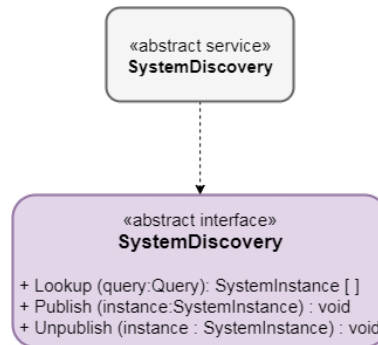 «abstract service»
SystemDiscovery
«abstract interface»
SystemDiscovery
+ Lookup (query:Query): SystemInstance [ ]
+ Publish (instance:SystemInstance) : void
+ Unpublish (instance : SystemInstance) : void